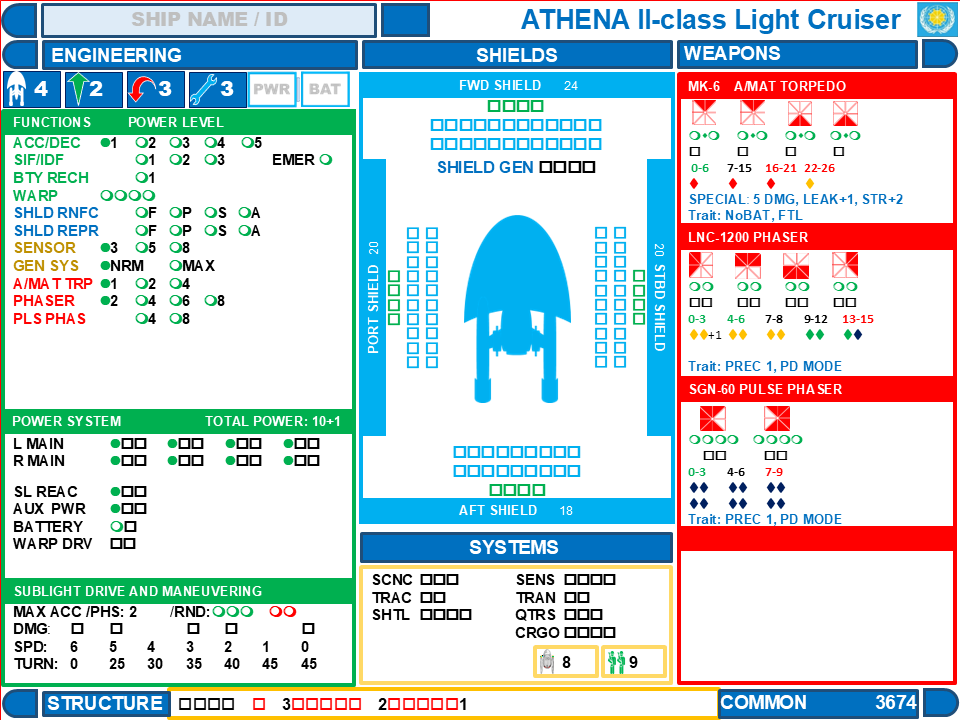 SHIP NAME / ID
ATHENA II-class Light Cruiser
ENGINEERING
4 2 3 3 PWR BAT
FUNCTIONS POWER LEVEL
ACC/DEC 1 2 3 4 5
SIF/IDF 1 2 3 EMER
BTY RECH 1
WARP
SHLD RNFC F P S A
SHLD REPR F P S A
SENSOR 3 5 8
GEN SYS NRM MAX
A/MAT TRP 1 2 4
PHASER 2 4 6 8
PLS PHAS 4 8
POWER SYSTEM TOTAL POWER: 10+1
L MAIN
R MAIN
SL REAC
AUX PWR
BATTERY
WARP DRV
SUBLIGHT DRIVE AND MANEUVERING
MAX ACC /PHS: 2 /RND:
DMG:
SPD: 6 5 4 3 2 1 0
TURN: 0 25 30 35 40 45 45
SHIELDS
FWD SHIELD 24
SHIELD GEN
PORT SHIELD 20
20 STBD SHIELD
AFT SHIELD 18
SYSTEMS
SCNC SENS
TRAC TRAN
SHTL QTRS
CRGO
8 9
WEAPONS
MK-6 A/MAT TORPEDO
0-6 7-15 16-21 22-26
SPECIAL: 5 DMG, LEAK+1, STR+2
Trait: NoBAT, FTL
LNC-1200 PHASER
0-3 4-6 7-8 9-12 13-15
+1
Trait: PREC 1, PD MODE
SGN-60 PULSE PHASER
0-3 4-6 7-9
Trait: PREC 1, PD MODE
STRUCTURE 3 2 1
COMMON 3674